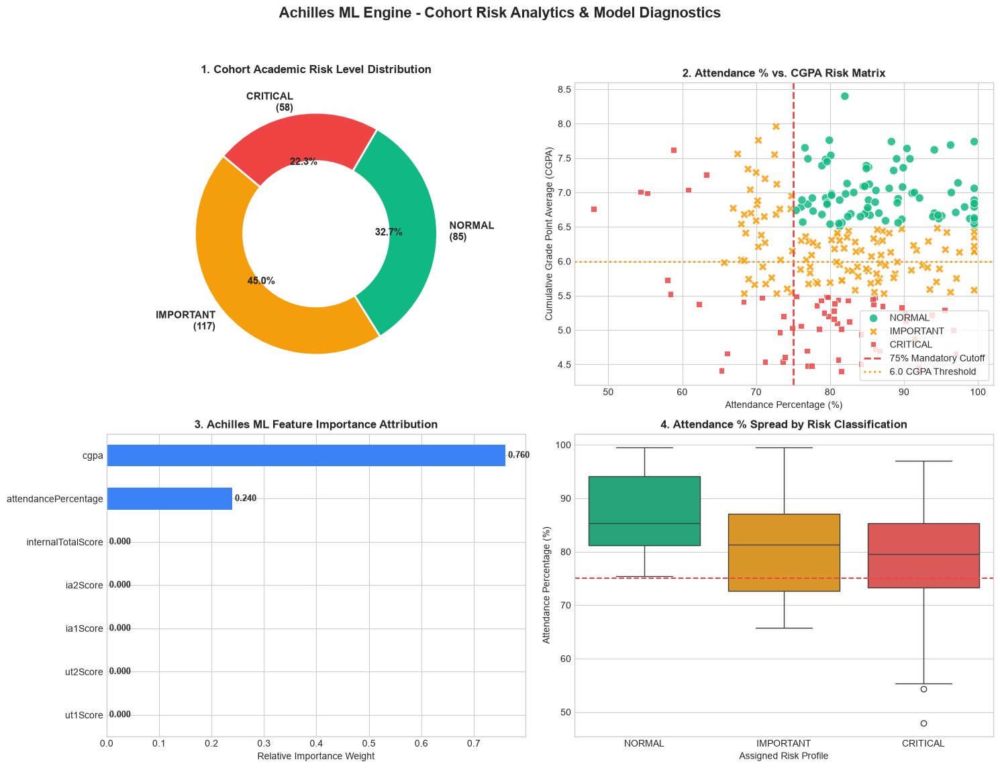 Achilles ML Engine - Cohort Risk Analytics & Model Diagnostics
1. Cohort Academic Risk Level Distribution
CRITICAL
(58)
22.3%
NORMAL
(85)
32.7%
45.0%
IMPORTANT
(117)
2. Attendance % vs. CGPA Risk Matrix
Cumulative Grade Point Average (CGPA)
8.5
8.0
7.5
7.0
6.5
6.0
5.5
5.0
4.5
NORMAL
IMPORTANT
CRITICAL
75% Mandatory Cutoff
6.0 CGPA Threshold
50 60 70 80 90 100
Attendance Percentage (%)
3. Achilles ML Feature Importance Attribution
cgpa 0.760
attendancePercentage 0.240
internalTotalScore 0.000
ia2Score 0.000
ia1Score 0.000
ut2Score 0.000
ut1Score 0.000
0.0 0.1 0.2 0.3 0.4 0.5 0.6 0.7
Relative Importance Weight
4. Attendance % Spread by Risk Classification
Attendance Percentage (%)
100
90
80
70
60
50
NORMAL IMPORTANT CRITICAL
Assigned Risk Profile